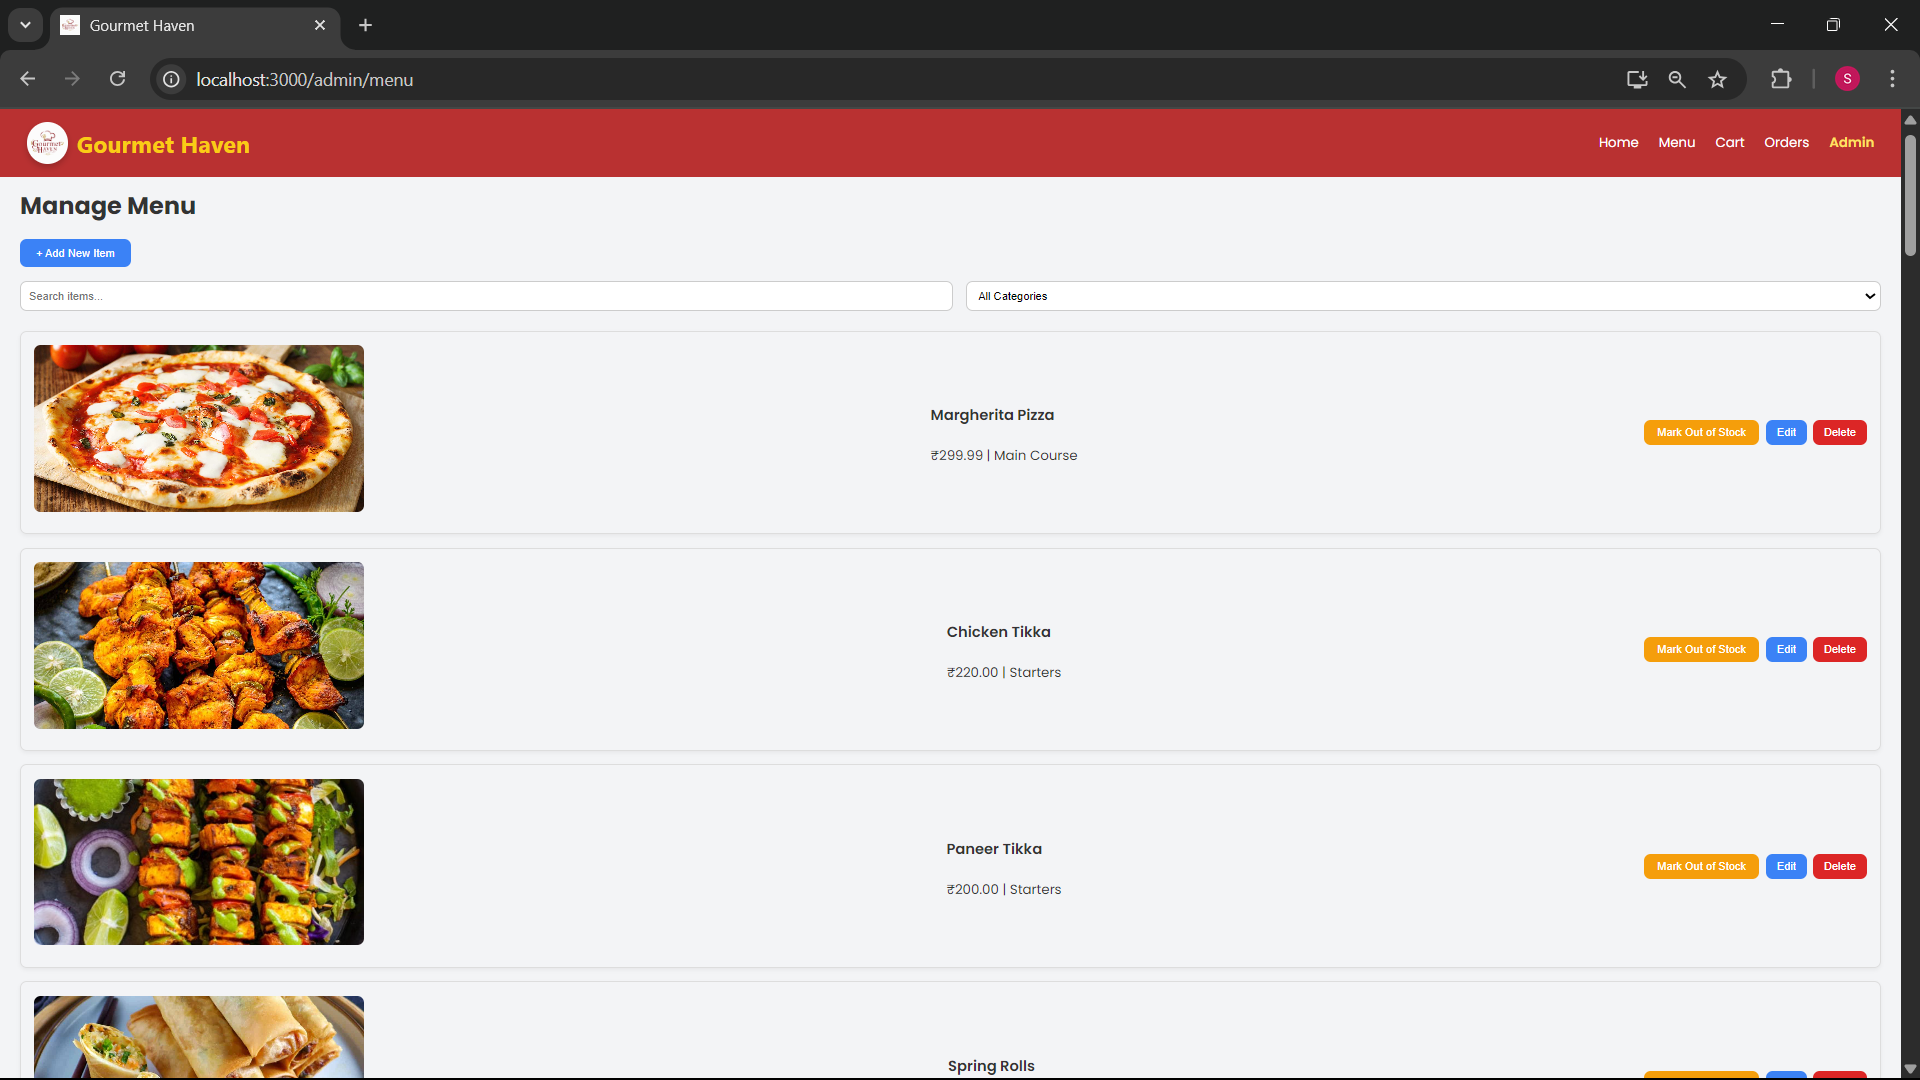 Gourmet Haven
localhost:3000/admin/menu
S
Gourmet Haven
Gourmet Haven
Home Menu Cart Orders Admin
Manage Menu
+ Add New Item
Search items...
All Categories
Margherita Pizza
₹299.99 | Main Course
Mark Out of Stock Edit Delete
Chicken Tikka
₹220.00 | Starters
Mark Out of Stock Edit Delete
Paneer Tikka
₹200.00 | Starters
Mark Out of Stock Edit Delete
Spring Rolls